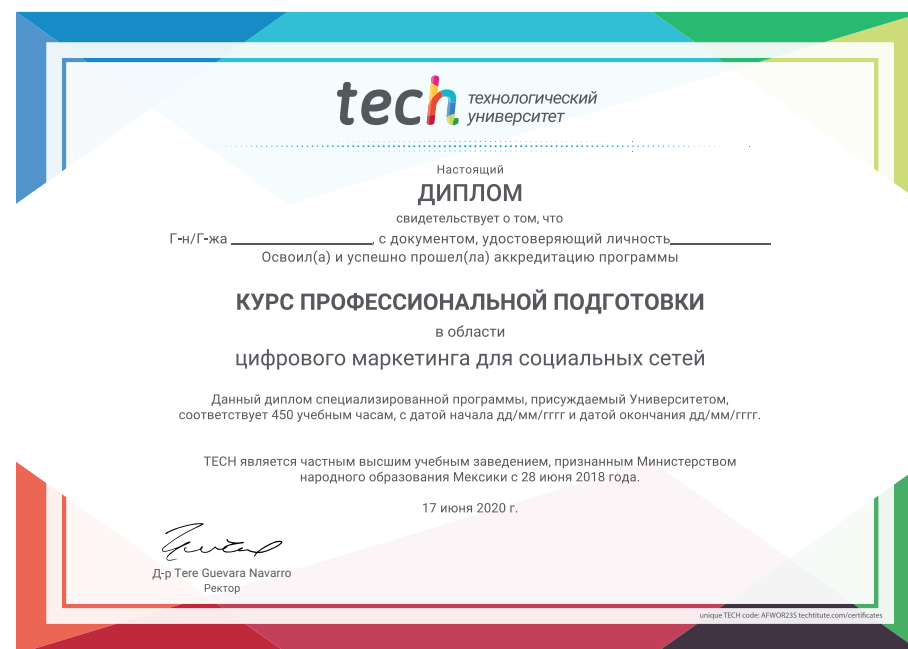 tech технологический
университет
Настоящий
ДИПЛОМ
свидетельствует о том, что
Г-н/Г-жа ____________________, с документом, удостоверяющий личность______________
Освоил(а) и успешно прошел(ла) аккредитацию программы
КУРС ПРОФЕССИОНАЛЬНОЙ ПОДГОТОВКИ
в области
цифрового маркетинга для социальных сетей
Данный диплом специализированной программы, присуждаемый Университетом,
соответствует 450 учебным часам, с датой начала дд/мм/гггг и датой окончания дд/мм/гггг.
TECH является частным высшим учебным заведением, признанным Министерством
народного образования Мексики с 28 июня 2018 года.
17 июня 2020 г.
Д-р Tere Guevara Navarro
Ректор
unique TECH code: AFWOR23S techtitute.com/certificates